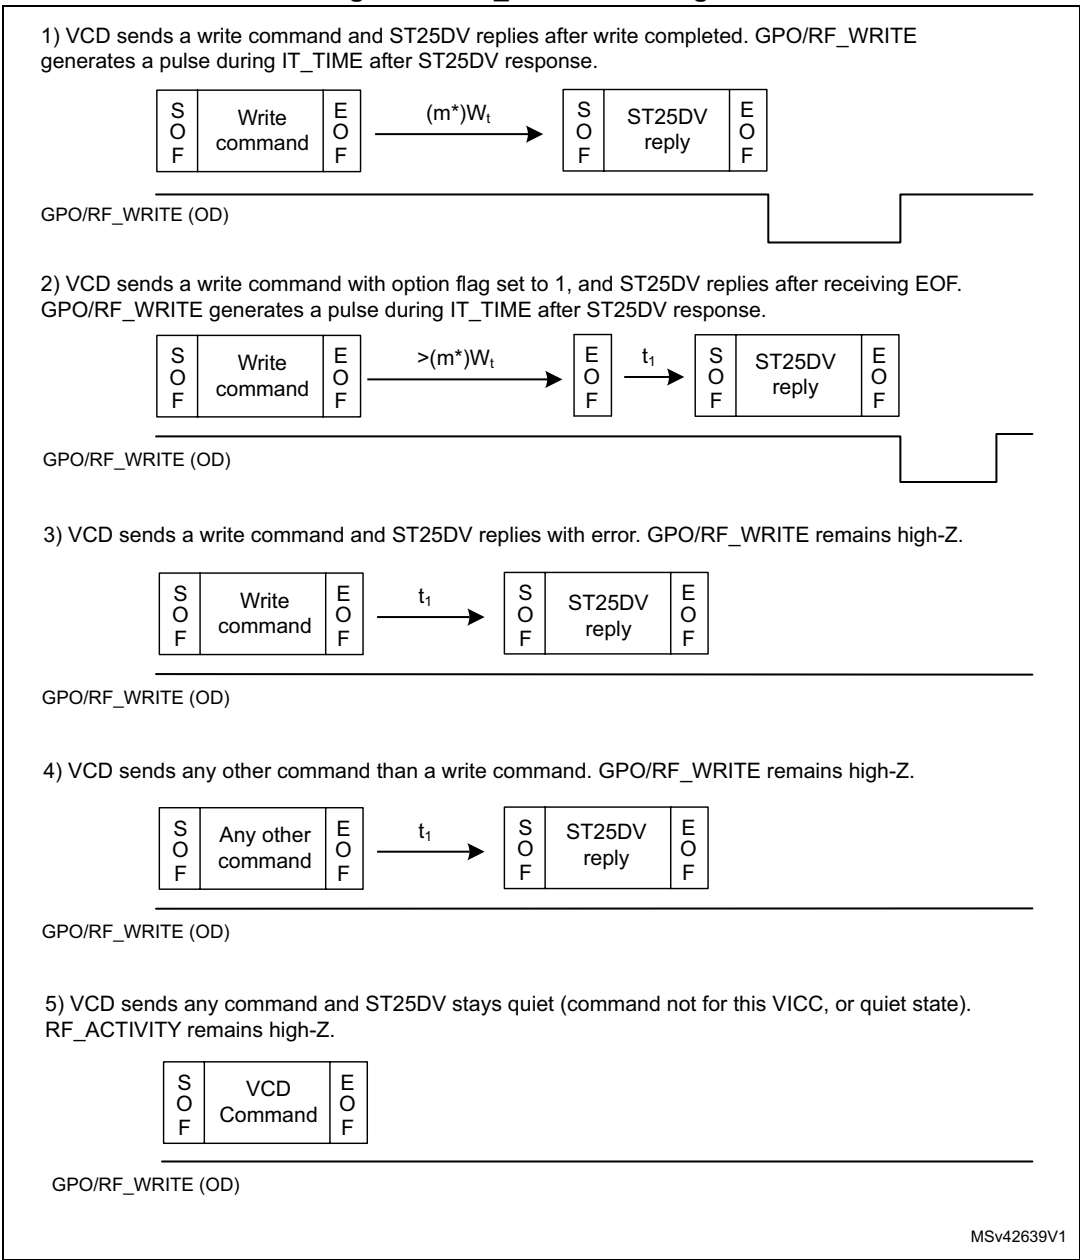 1) VCD sends a write command and ST25DV replies after write completed. GPO/RF_WRITE
generates a pulse during IT_TIME after ST25DV response.
S
O
F
Write
command
E
O
F
(m*)Wt
S
O
F
ST25DV
reply
E
O
F
GPO/RF_WRITE (OD)
2) VCD sends a write command with option flag set to 1, and ST25DV replies after receiving EOF.
GPO/RF_WRITE generates a pulse during IT_TIME after ST25DV response.
S
O
F
Write
command
E
O
F
>(m*)Wt
E
O
F
t1
S
O
F
ST25DV
reply
E
O
F
GPO/RF_WRITE (OD)
3) VCD sends a write command and ST25DV replies with error. GPO/RF_WRITE remains high-Z.
S
O
F
Write
command
E
O
F
t1
S
O
F
ST25DV
reply
E
O
F
GPO/RF_WRITE (OD)
4) VCD sends any other command than a write command. GPO/RF_WRITE remains high-Z.
S
O
F
Any other
command
E
O
F
t1
S
O
F
ST25DV
reply
E
O
F
GPO/RF_WRITE (OD)
5) VCD sends any command and ST25DV stays quiet (command not for this VICC, or quiet state).
RF_ACTIVITY remains high-Z.
S
O
F
VCD
Command
E
O
F
GPO/RF_WRITE (OD)
MSv42639V1